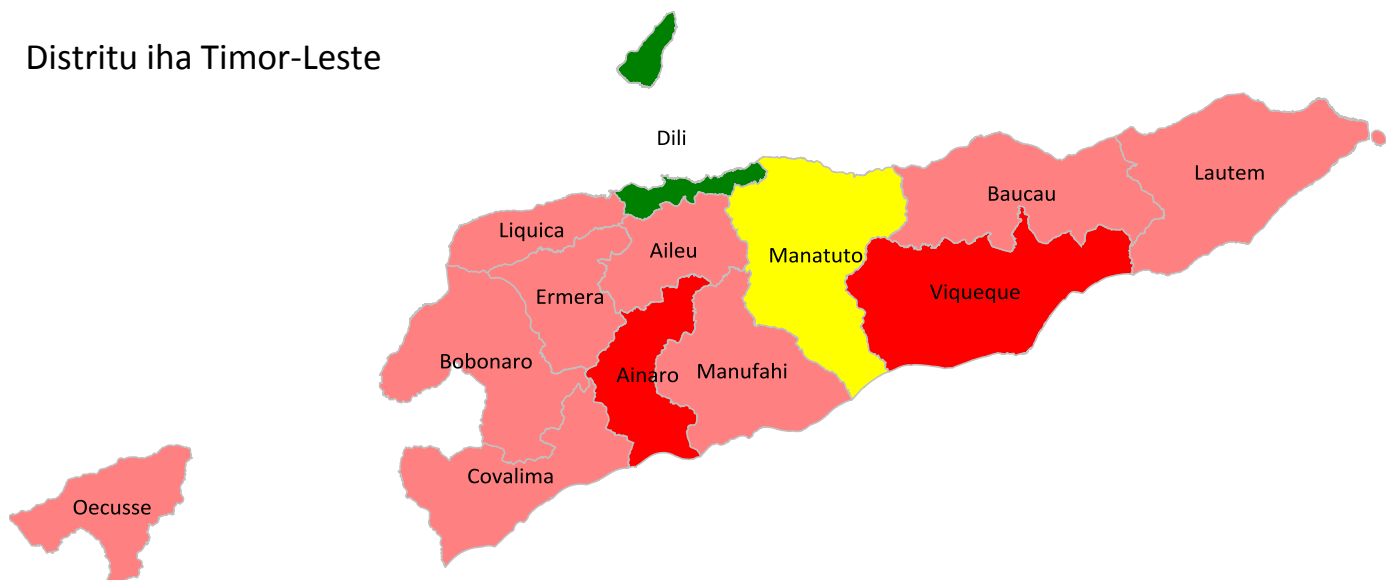 Distritu iha Timor-Leste
Dili
Lautem
Baucau
Liquica
Aileu
Manatuto
Viqueque
Ermera
Bobonaro
Ainaro
Manufahi
Covalima
Oecusse